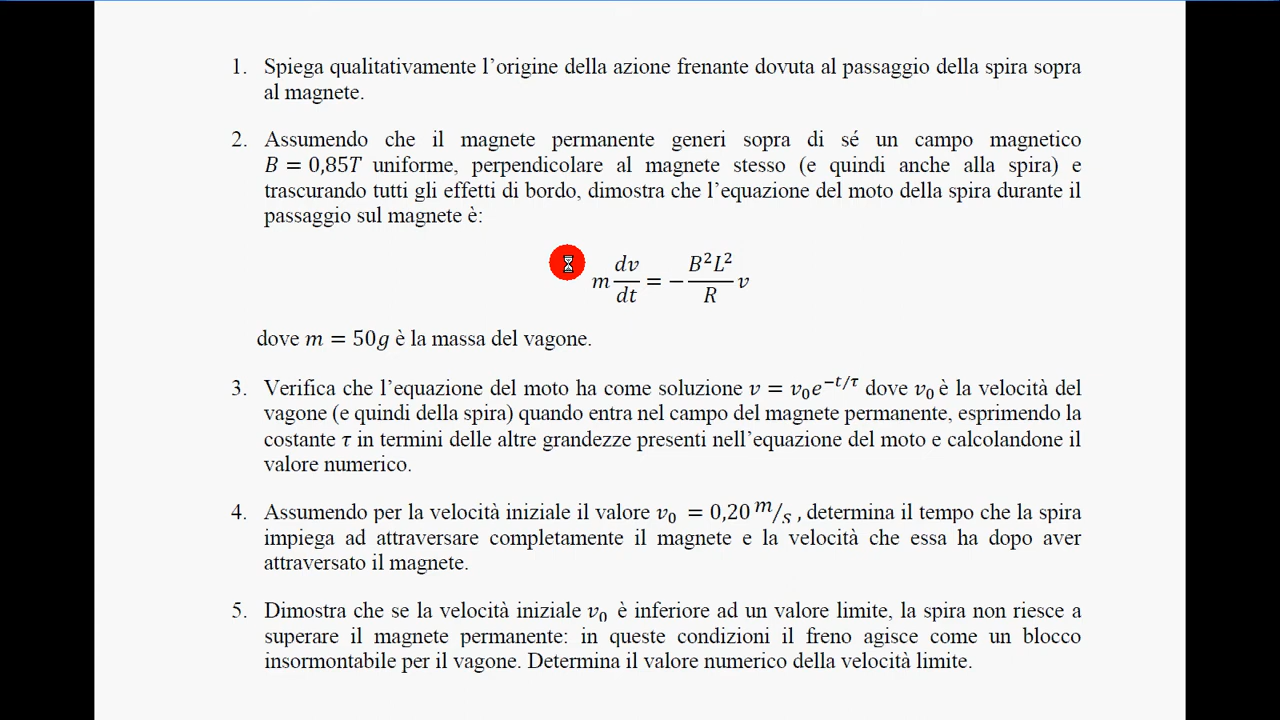 1. Spiega qualitativamente l’origine della azione frenante dovuta al passaggio della spira sopra
al magnete.
2. Assumendo che il magnete permanente generi sopra di sé un campo magnetico
B = 0,85T uniforme, perpendicolare al magnete stesso (e quindi anche alla spira) e
trascurando tutti gli effetti di bordo, dimostra che l’equazione del moto della spira durante il
passaggio sul magnete è:
m dv/dt = − B²L²/R v
dove m = 50g è la massa del vagone.
3. Verifica che l’equazione del moto ha come soluzione v = v₀e^(−t/τ) dove v₀ è la velocità del
vagone (e quindi della spira) quando entra nel campo del magnete permanente, esprimendo la
costante τ in termini delle altre grandezze presenti nell’equazione del moto e calcolandone il
valore numerico.
4. Assumendo per la velocità iniziale il valore v₀ = 0,20 m/s, determina il tempo che la spira
impiega ad attraversare completamente il magnete e la velocità che essa ha dopo aver
attraversato il magnete.
5. Dimostra che se la velocità iniziale v₀ è inferiore ad un valore limite, la spira non riesce a
superare il magnete permanente: in queste condizioni il freno agisce come un blocco
insormontabile per il vagone. Determina il valore numerico della velocità limite.